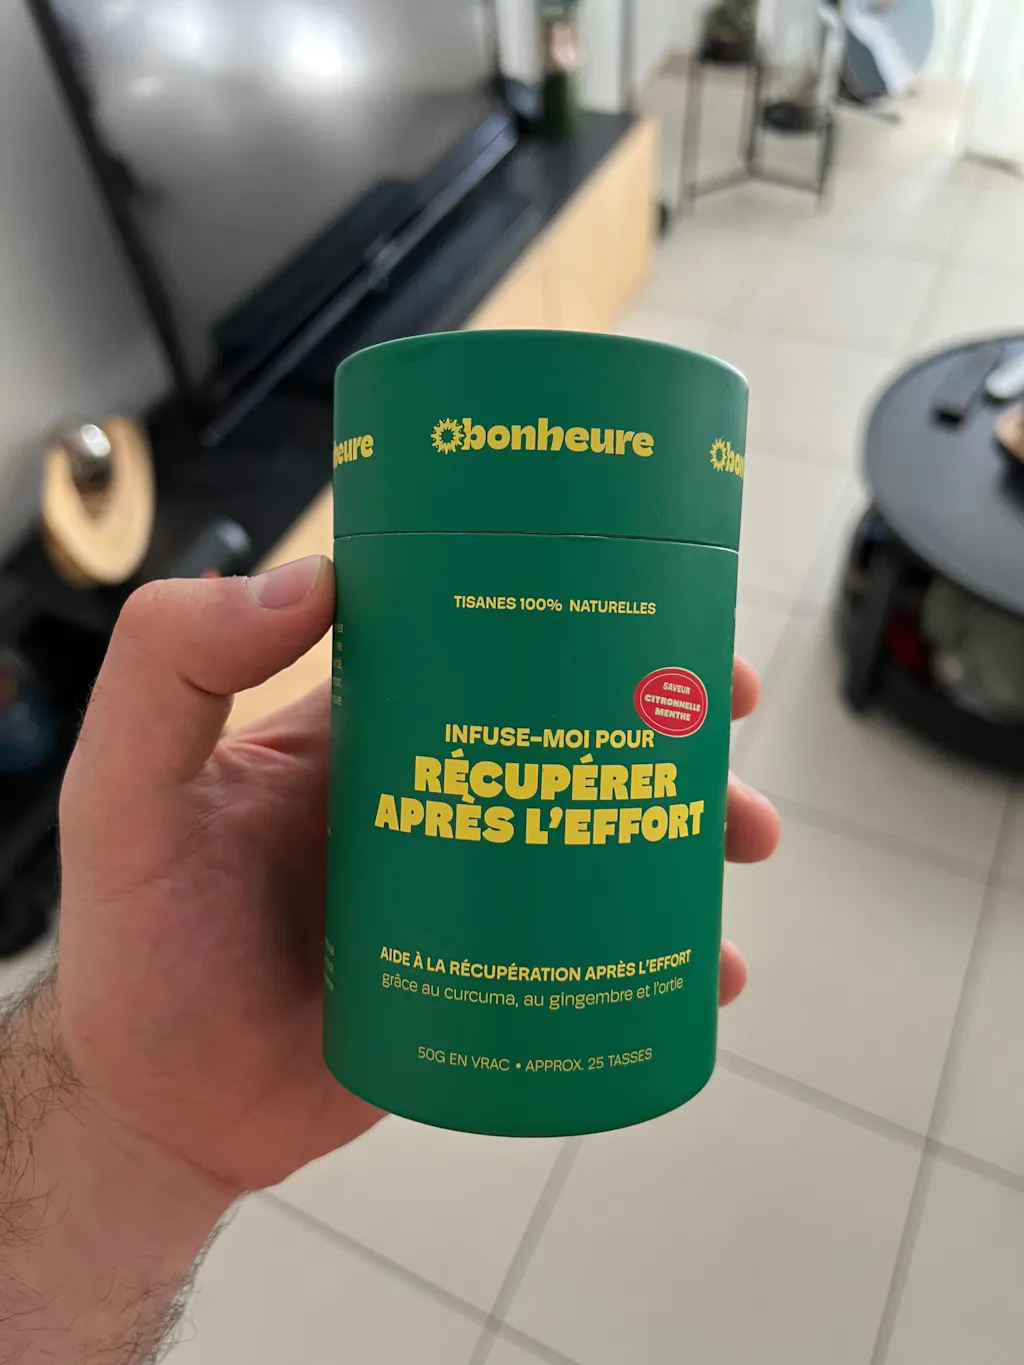 bonheure
TISANES 100% NATURELLES
SAVEUR
CITRONNELLE
MENTHE
INFUSE-MOI POUR
RÉCUPÉRER
APRÈS L'EFFORT
AIDE À LA RÉCUPÉRATION APRÈS L'EFFORT
grâce au curcuma, au gingembre et l'ortie
50G EN VRAC • APPROX. 25 TASSES